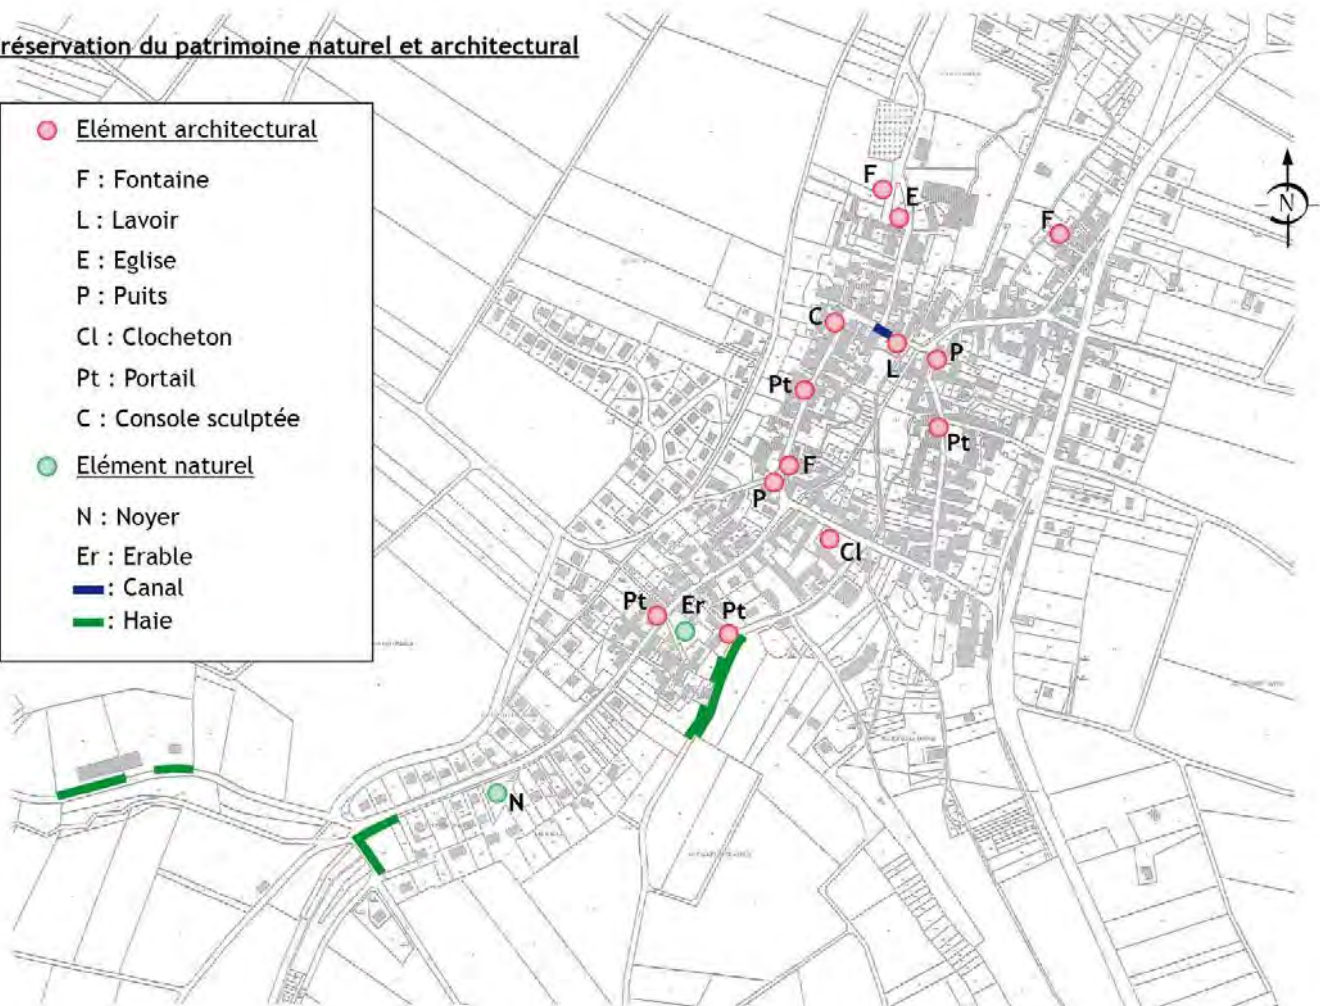 réservation du patrimoine naturel et architectural
Elément architectural
F : Fontaine
L : Lavoir
E : Eglise
P : Puits
Cl : Clocheton
Pt : Portail
C : Console sculptée
Elément naturel
N : Noyer
Er : Erable
: Canal
: Haie
F
E
F
N
C
L
P
Pt
Pt
F
P
Cl
Pt
Er
Pt
N